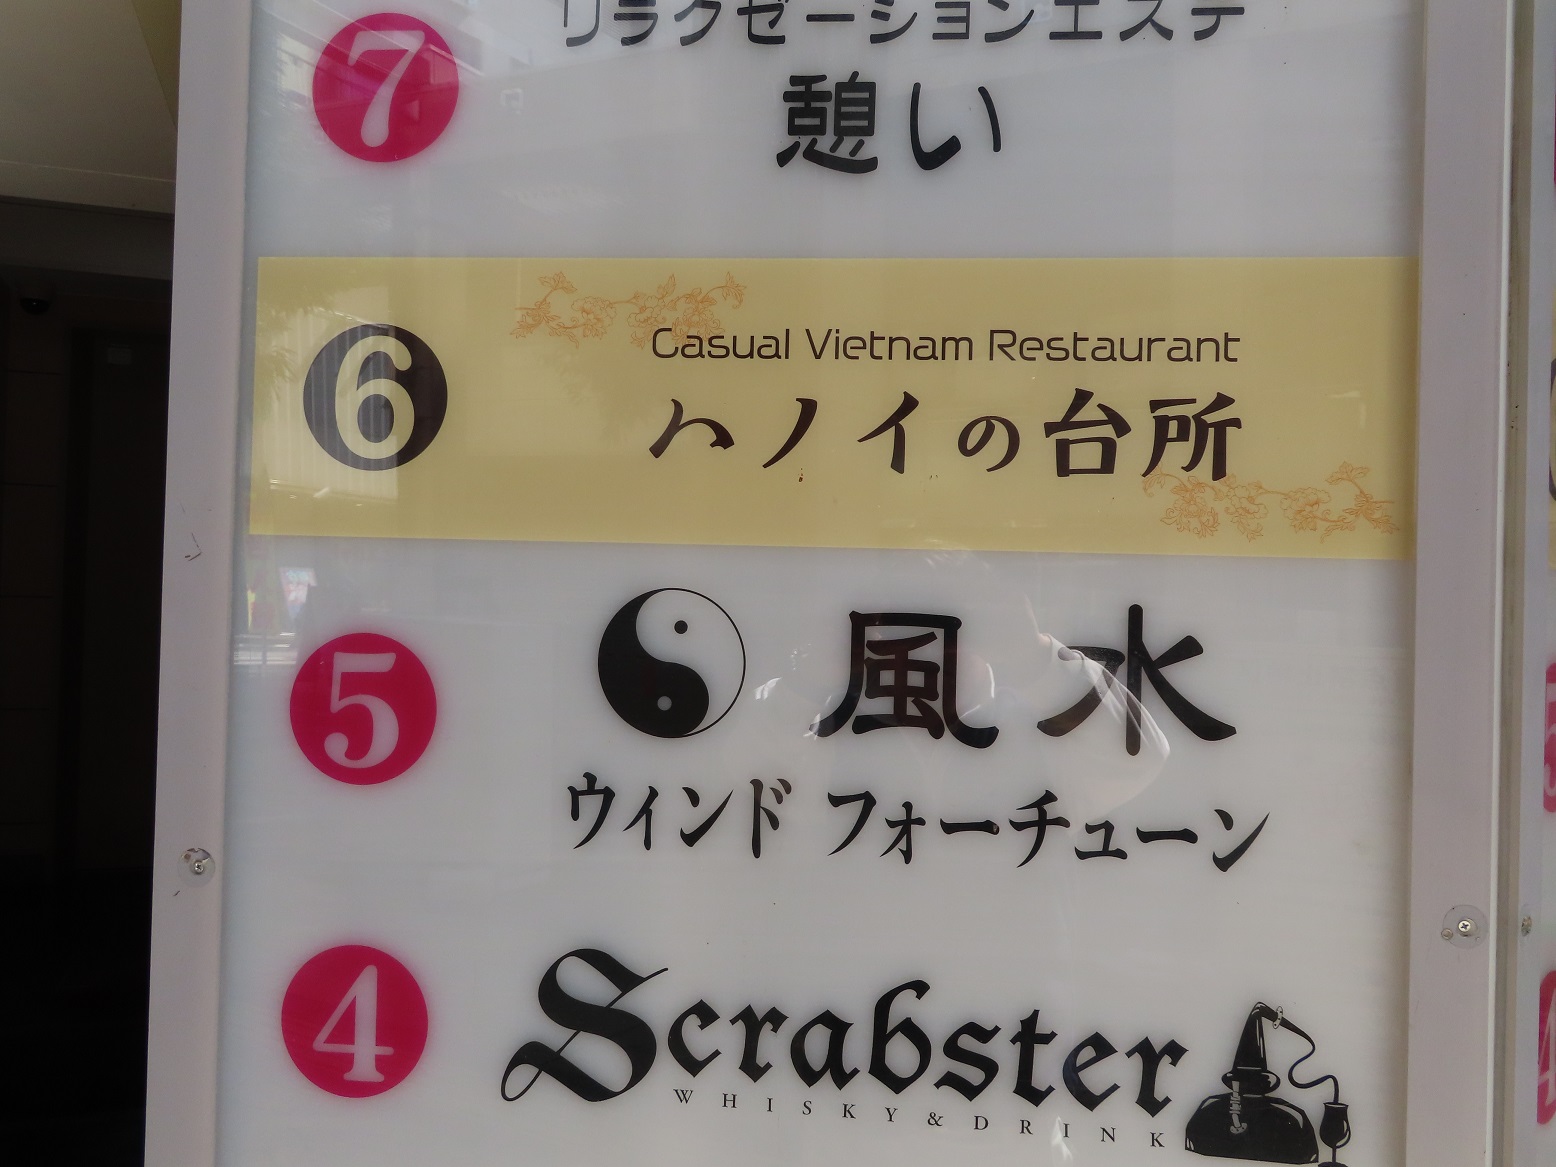 7
リラクゼーションエステ
憩い
6
Casual Vietnam Restaurant
ハノイの台所
5
風水
ウィンド フォーチューン
4
Scrabster
WHISKY&DRINK